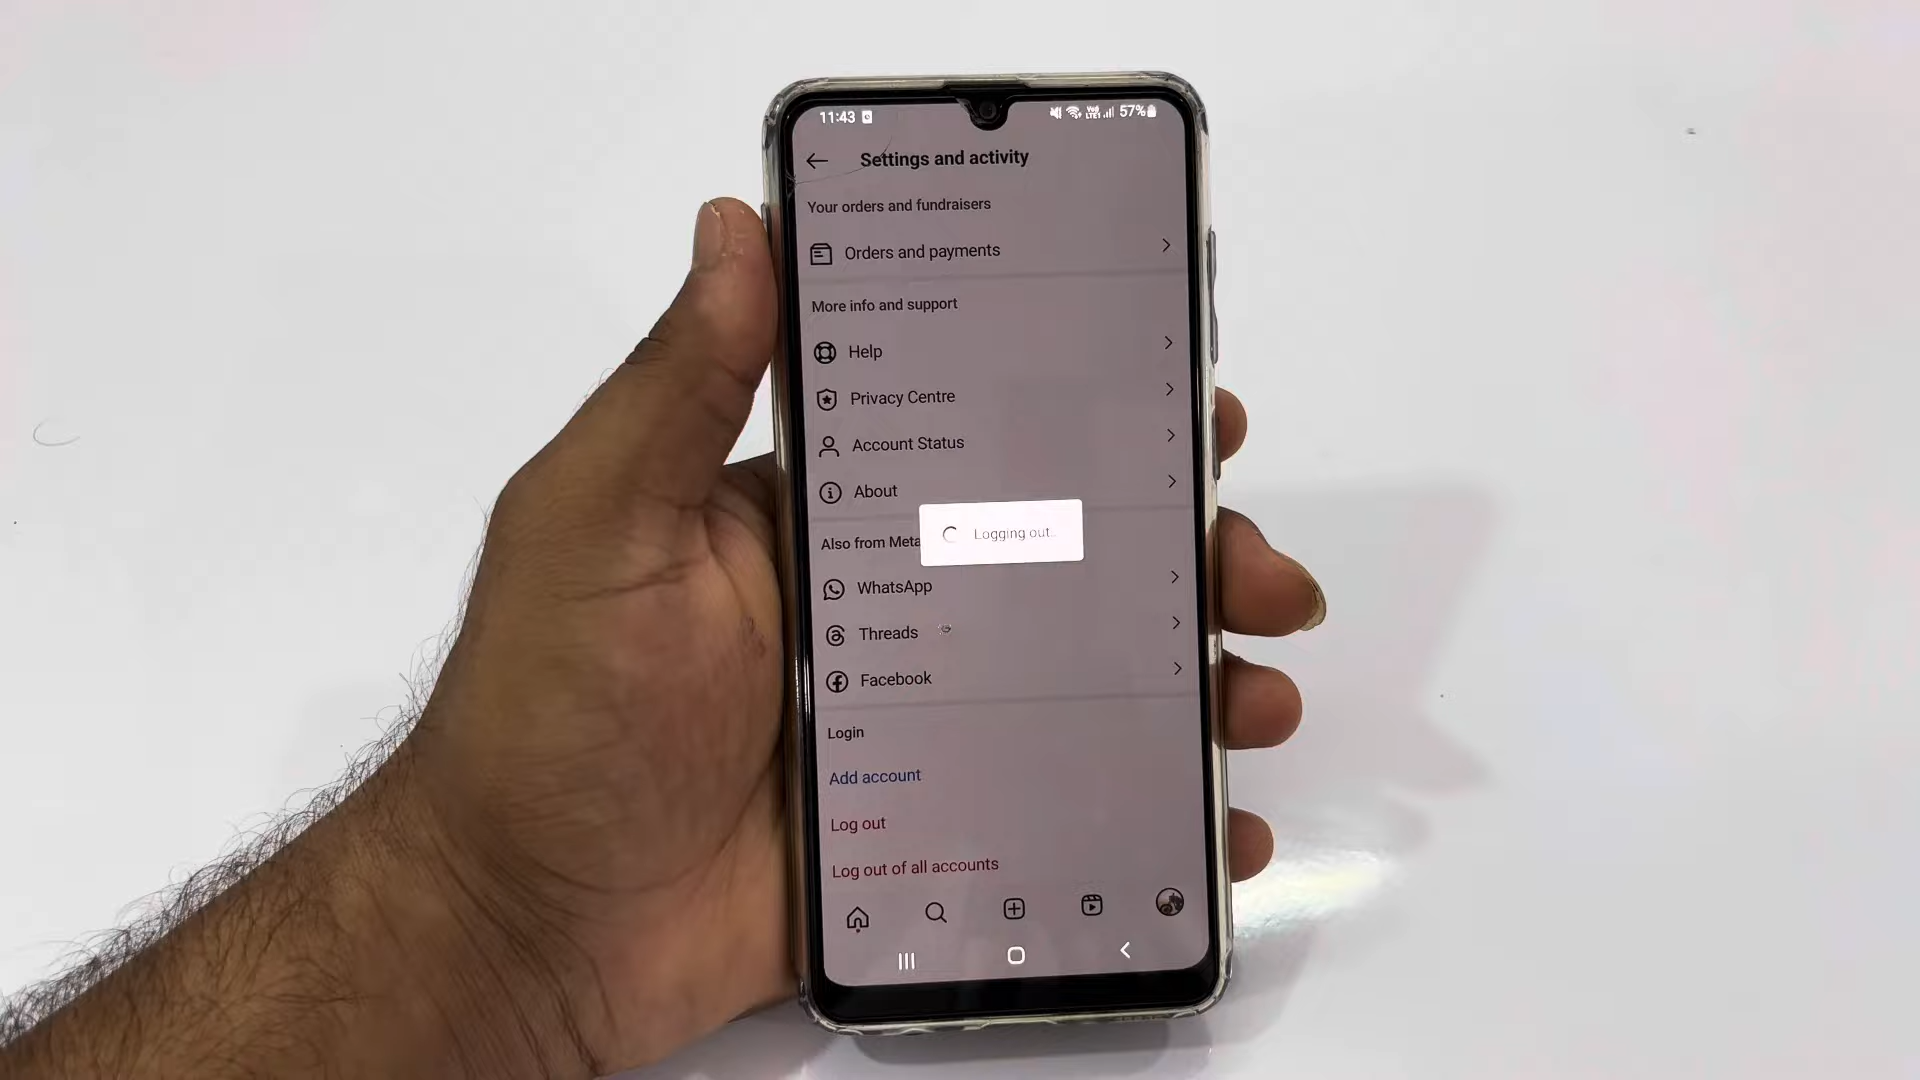 11:43 57%
Settings and activity
Your orders and fundraisers
Orders and payments
More info and support
Help
Privacy Centre
Account Status
About
Logging out..
Also from Meta
WhatsApp
Threads
Facebook
Login
Add account
Log out
Log out of all accounts